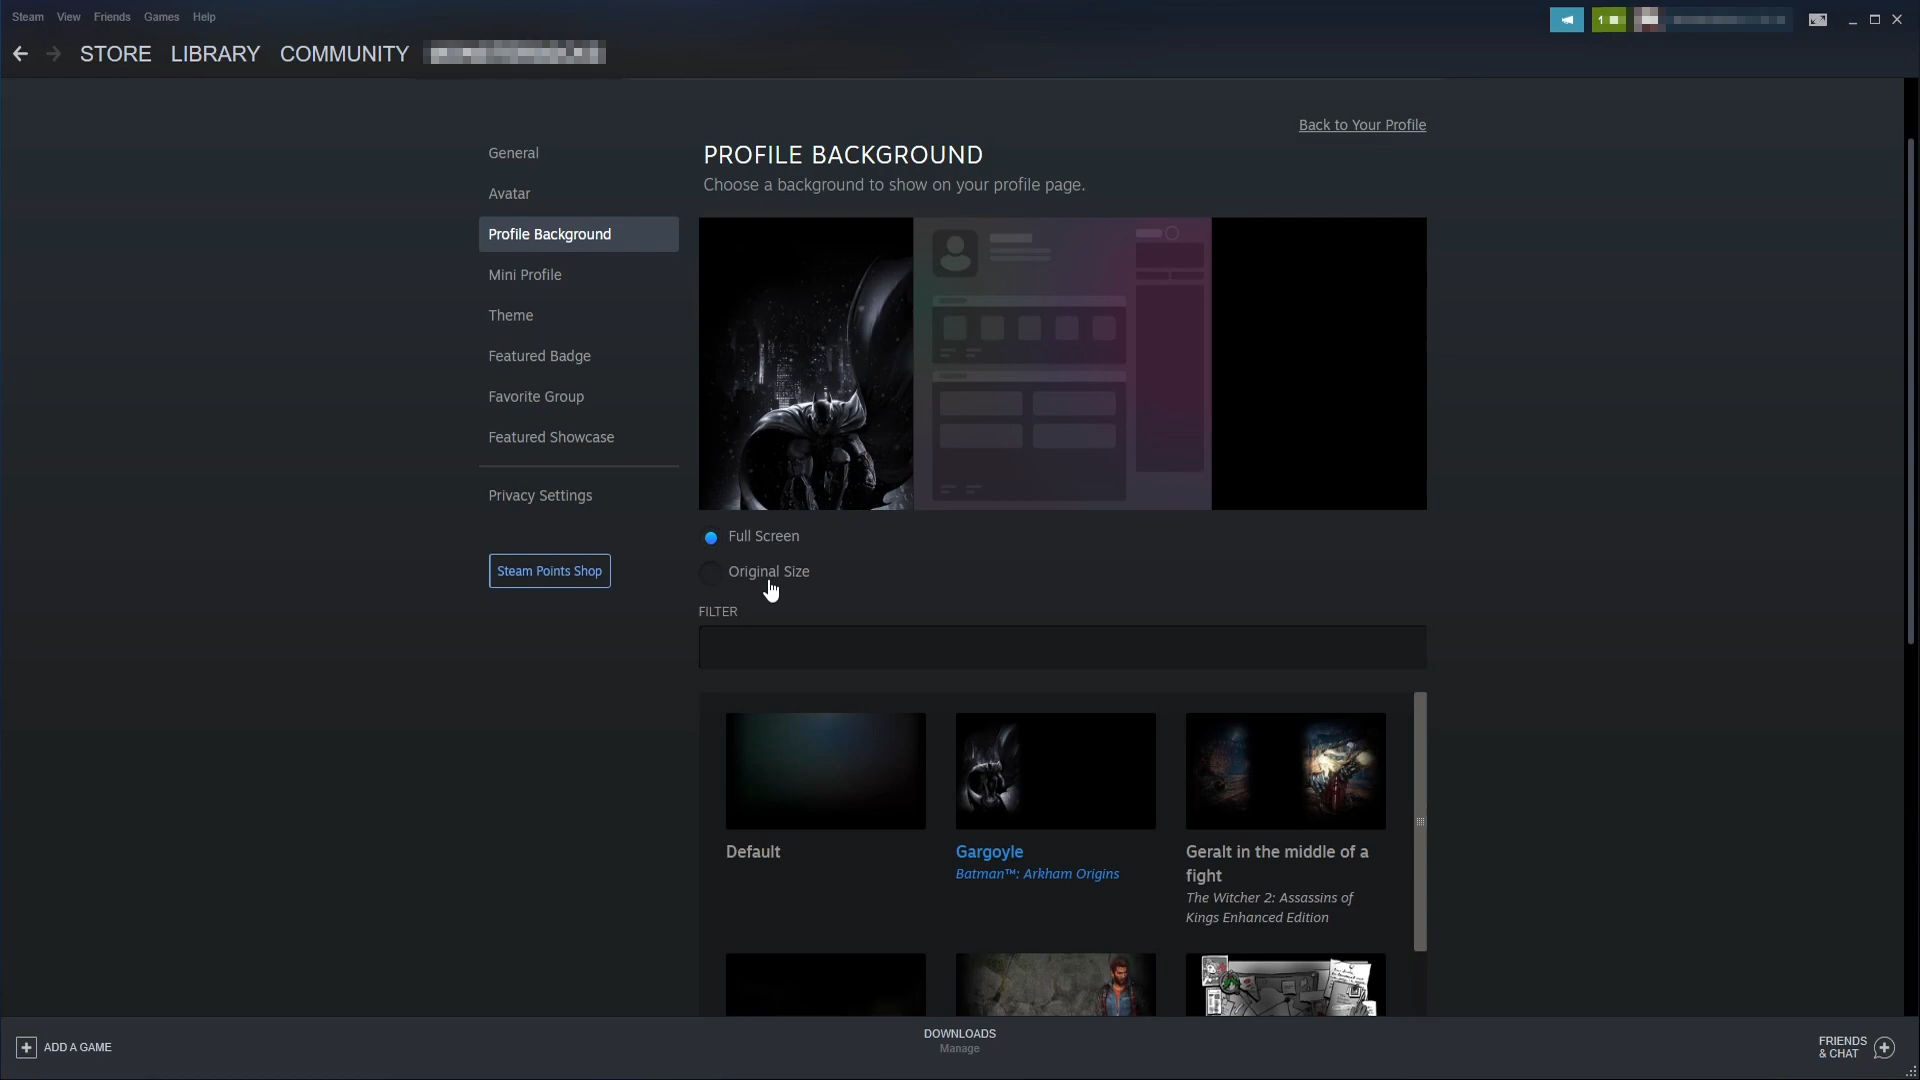 Steam View Friends Games Help
1
STORE LIBRARY COMMUNITY
Back to Your Profile
General
Avatar
Profile Background
Mini Profile
Theme
Featured Badge
Favorite Group
Featured Showcase
Privacy Settings
Steam Points Shop
PROFILE BACKGROUND
Choose a background to show on your profile page.
Full Screen
Original Size
FILTER
Default
Gargoyle
Batman™: Arkham Origins
Geralt in the middle of a
fight
The Witcher 2: Assassins of
Kings Enhanced Edition
ADD A GAME
DOWNLOADS
Manage
FRIENDS
& CHAT